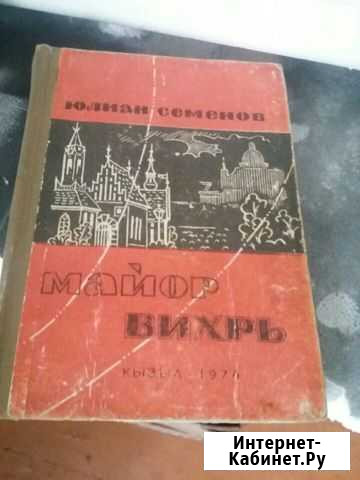 ЮЛИАН СЕМЕНОВ
МАЙОР
ВИХРЬ
КЫЗЫЛ - 1974
Интернет-
Кабинет.Ру